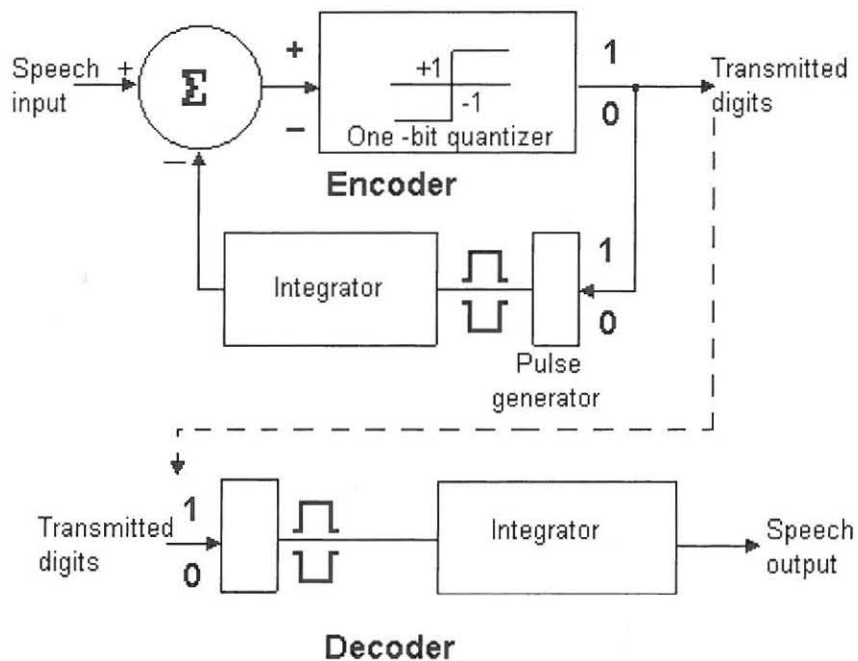 Speech
input
+
Σ
−
+
−
+1
-1
One -bit quantizer
1
0
Transmitted
digits
Encoder
Integrator
1
0
Pulse
generator
Transmitted
digits
1
0
Integrator
Speech
output
Decoder